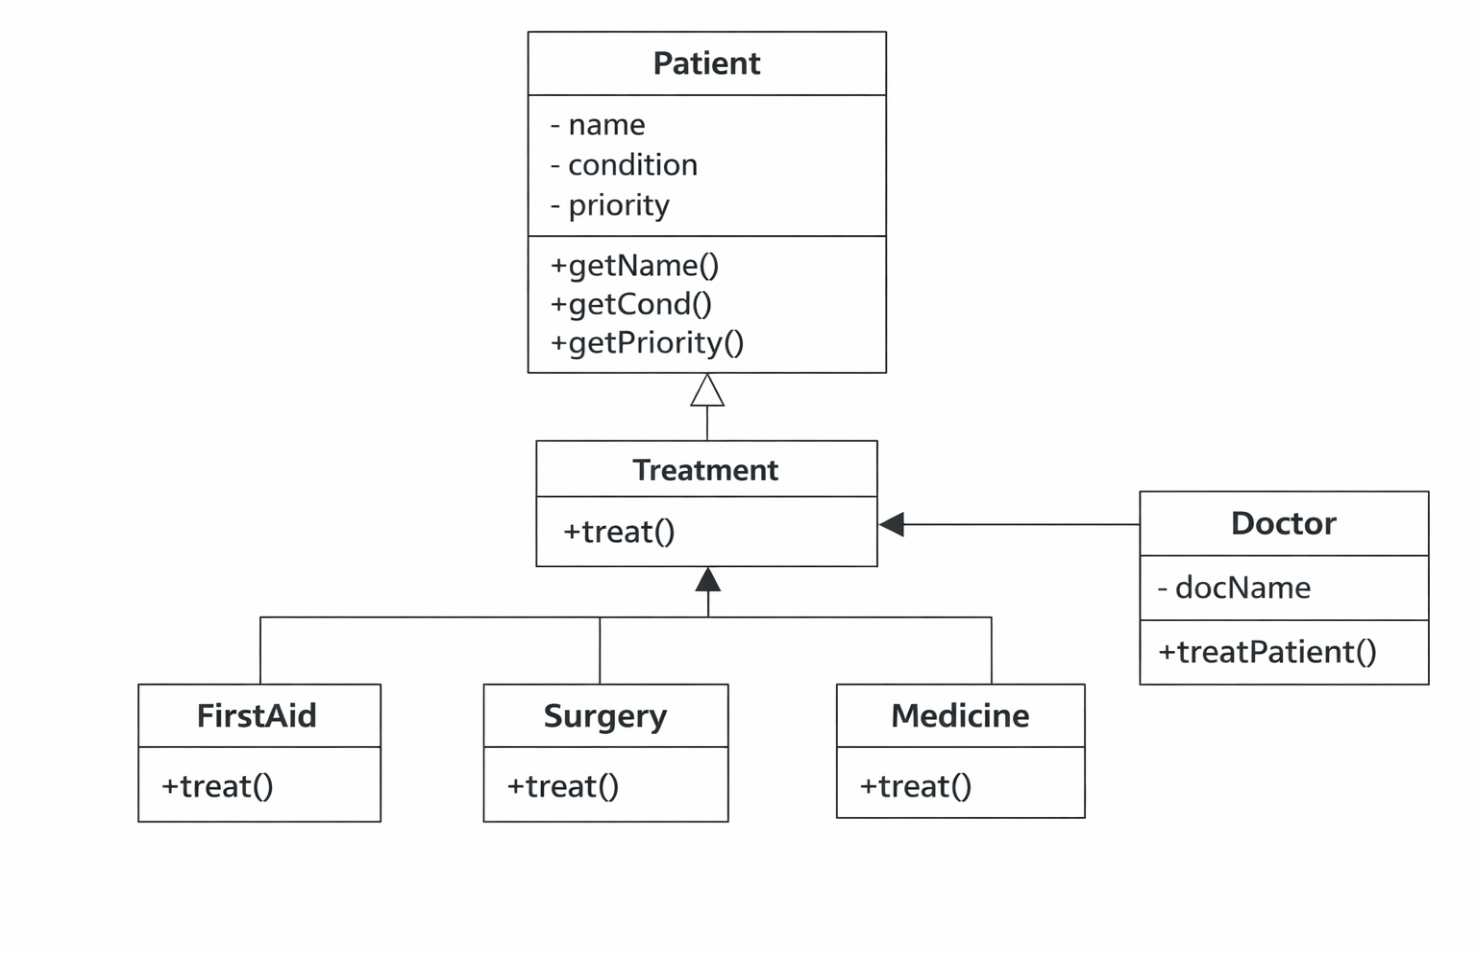 Patient
- name
- condition
- priority
+getName()
+getCond()
+getPriority()
Treatment
+treat()
Doctor
- docName
+treatPatient()
FirstAid
+treat()
Surgery
+treat()
Medicine
+treat()